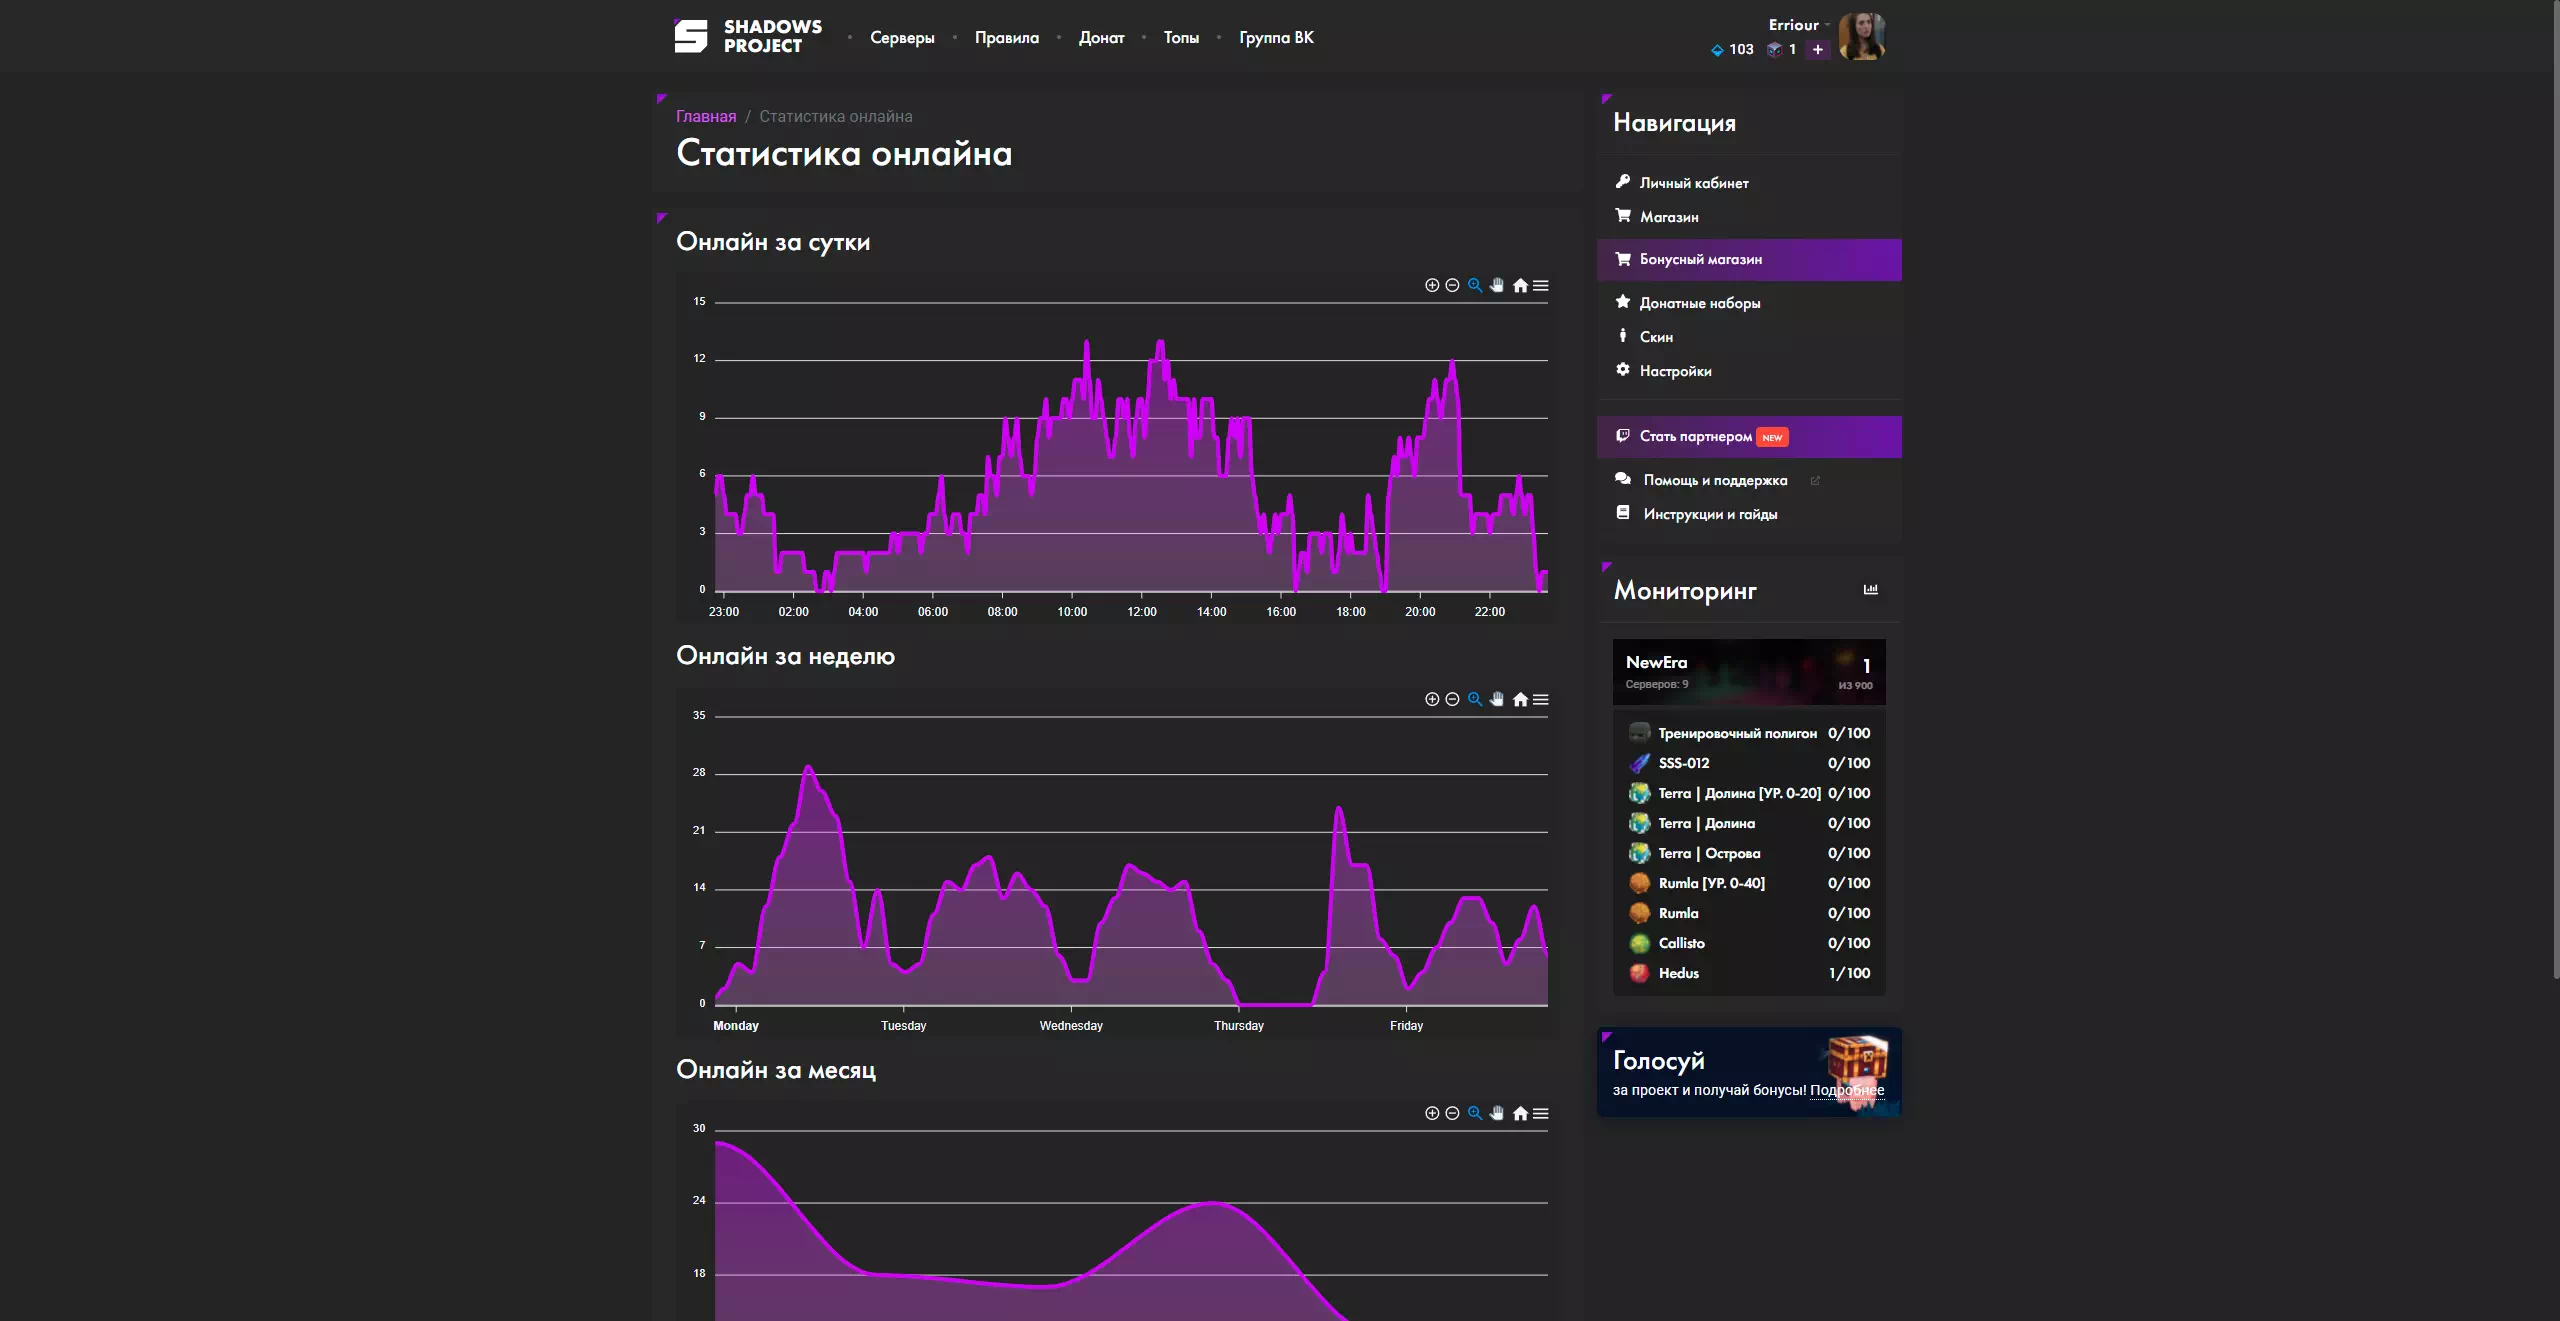 SHADOWS
PROJECT
Серверы
Правила
Донат
Топы
Группа ВК
Erriour
103
1
+
Главная / Статистика онлайна
Статистика онлайна
Онлайн за сутки
15
12
9
6
3
0
23:00 02:00 04:00 06:00 08:00 10:00 12:00 14:00 16:00 18:00 20:00 22:00
Онлайн за неделю
35
28
21
14
7
0
Monday Tuesday Wednesday Thursday Friday
Онлайн за месяц
30
24
18
Навигация
Личный кабинет
Магазин
Бонусный магазин
Донатные наборы
Скин
Настройки
Стать партнером NEW
Помощь и поддержка
Инструкции и гайды
Мониторинг
NewEra
1
Серверов: 9
ИЗ 900
Тренировочный полигон 0/100
SSS-012 0/100
Terra | Долина [УР. 0-20] 0/100
Terra | Долина 0/100
Terra | Острова 0/100
Rumla [УР. 0-40] 0/100
Rumla 0/100
Callisto 0/100
Hedus 1/100
Голосуй
за проект и получай бонусы! Подробнее